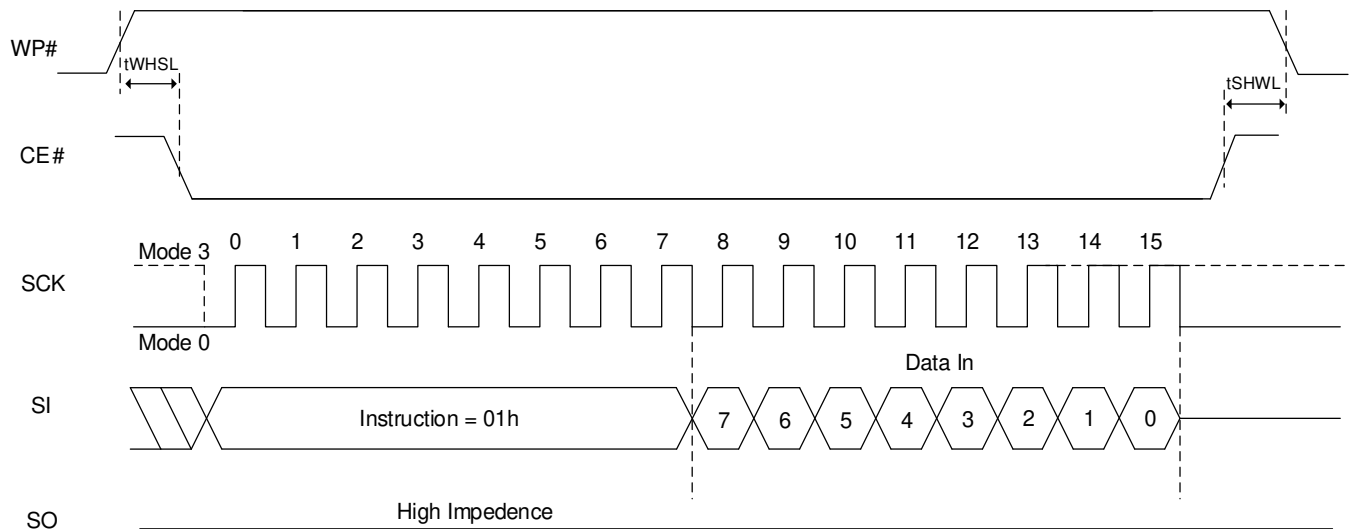 WP#
tWHSL
tSHWL
CE#
0 1 2 3 4 5 6 7 8 9 10 11 12 13 14 15
Mode 3
SCK
Mode 0
Data In
SI
Instruction = 01h
7 6 5 4 3 2 1 0
High Impedence
SO